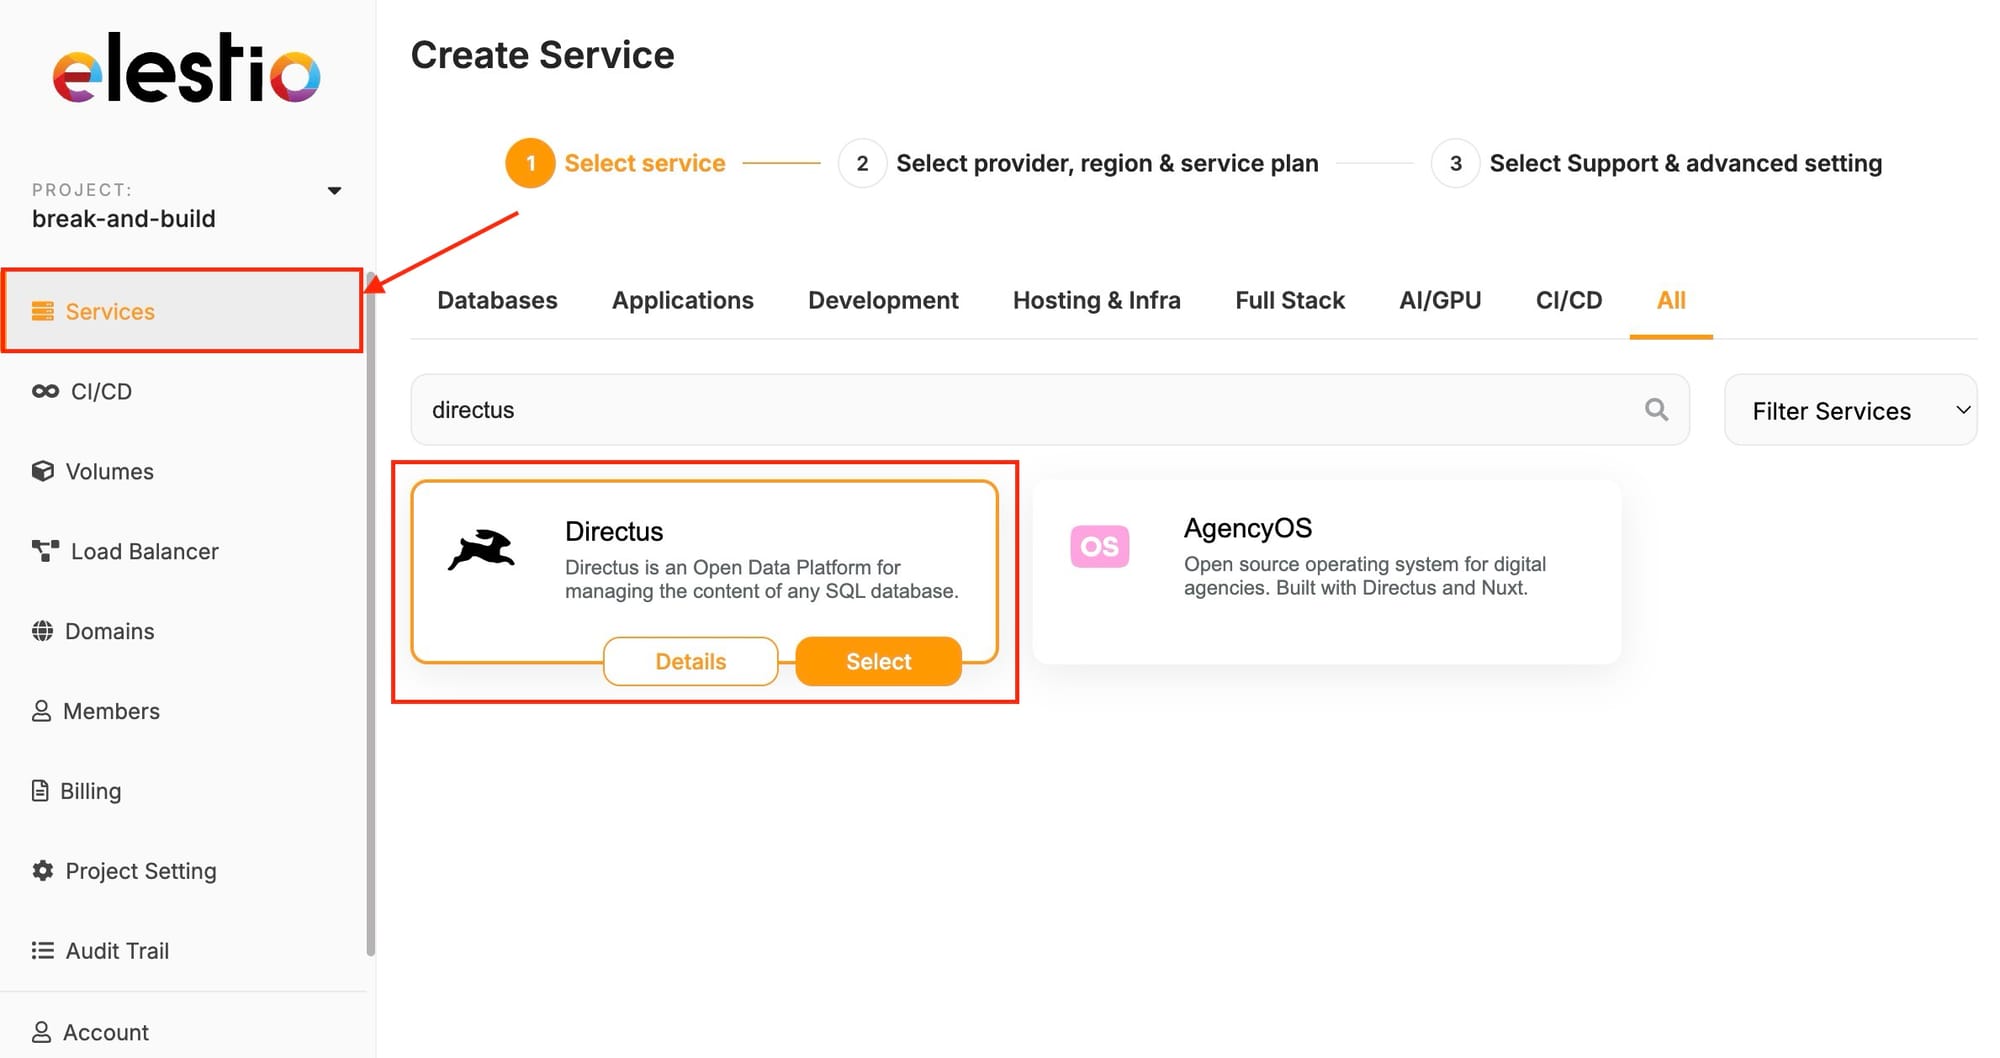 elestio
PROJECT:
break-and-build
Services
CI/CD
Volumes
Load Balancer
Domains
Members
Billing
Project Setting
Audit Trail
Account
Create Service
1 Select service
2 Select provider, region & service plan
3 Select Support & advanced setting
Databases Applications Development Hosting & Infra Full Stack AI/GPU CI/CD All
directus
Filter Services
Directus
Directus is an Open Data Platform for
managing the content of any SQL database.
Details Select
OS
AgencyOS
Open source operating system for digital
agencies. Built with Directus and Nuxt.